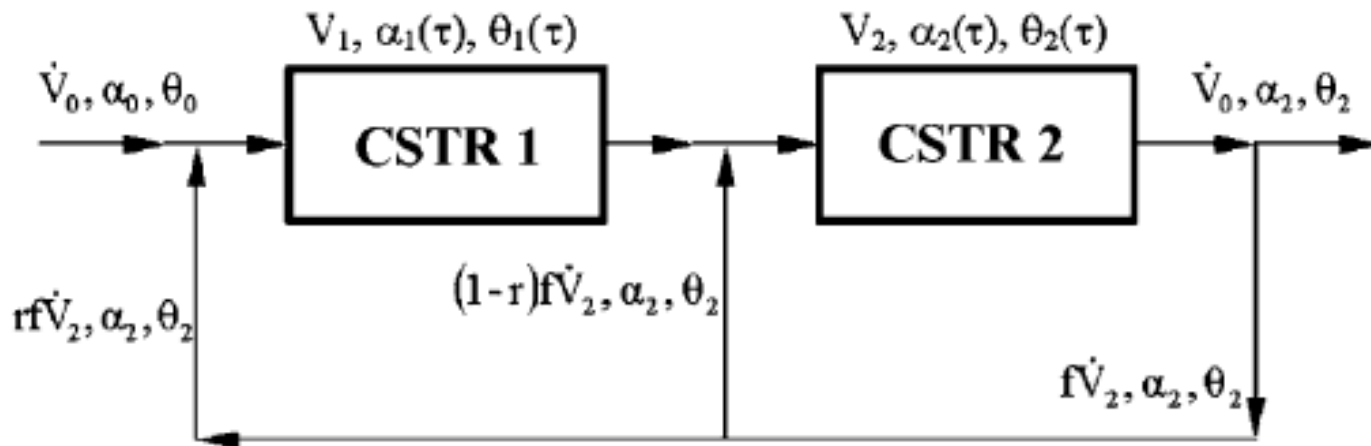 V₁, α₁(τ), θ₁(τ)
V₂, α₂(τ), θ₂(τ)
V̇₀, α₀, θ₀
CSTR 1
CSTR 2
V̇₀, α₂, θ₂
rfV̇₂, α₂, θ₂
(1-r)fV̇₂, α₂, θ₂
fV̇₂, α₂, θ₂